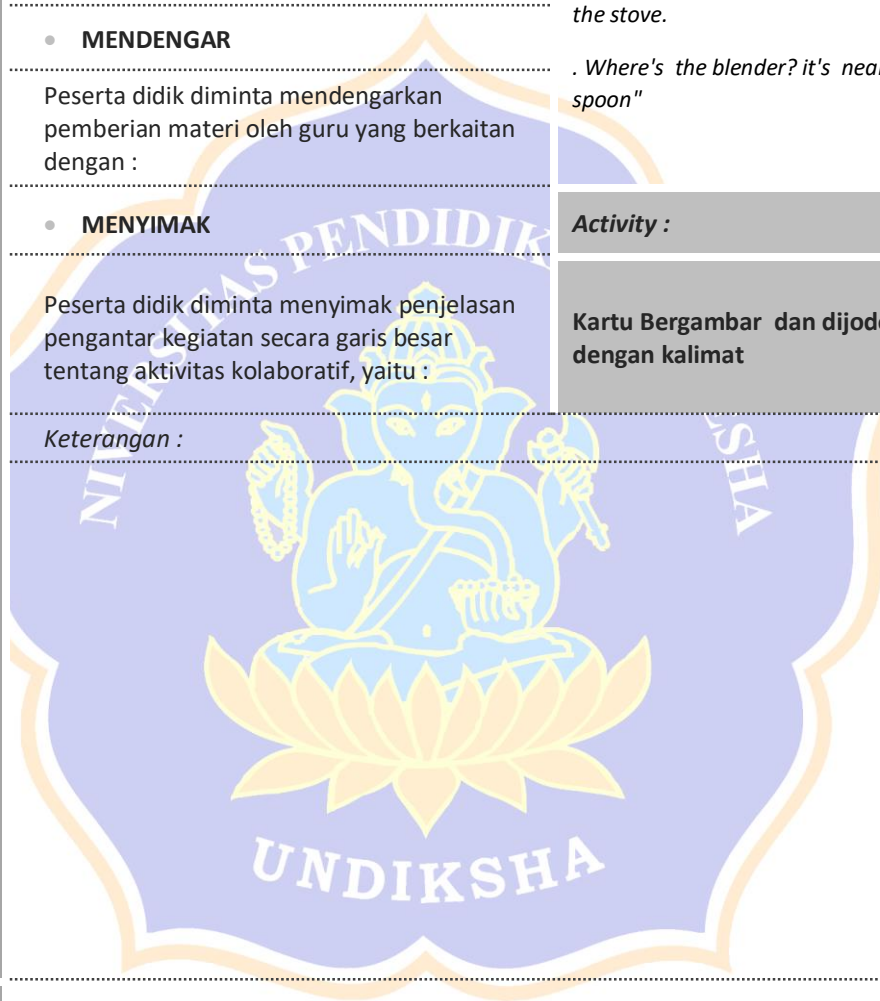 • MENDENGAR
Peserta didik diminta mendengarkan
pemberian materi oleh guru yang berkaitan
dengan :
the stove.
. Where's the blender? it's near
spoon"
• MENYIMAK
Peserta didik diminta menyimak penjelasan
pengantar kegiatan secara garis besar
tentang aktivitas kolaboratif, yaitu :
Activity :
Kartu Bergambar dan
dengan kalimat
Keterangan :
PENDIDIK
UNDIKSHA